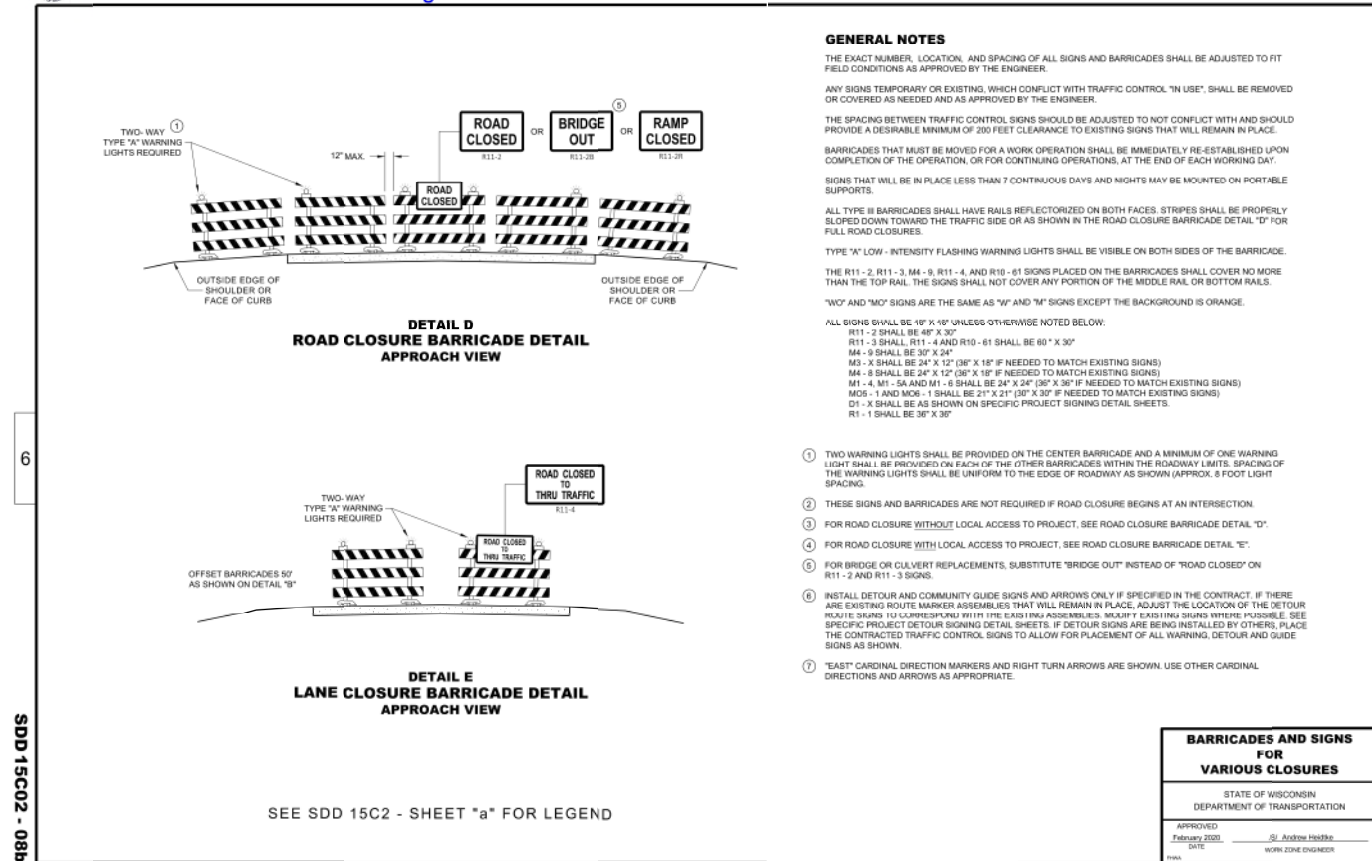 TWO- WAY ①
TYPE "A" WARNING
LIGHTS REQUIRED
12" MAX.
ROAD
CLOSED
R11-2
OR
⑤
BRIDGE
OUT
R11-2B
OR
RAMP
CLOSED
R11-2R
ROAD
CLOSED
OUTSIDE EDGE OF
SHOULDER OR
FACE OF CURB
OUTSIDE EDGE OF
SHOULDER OR
FACE OF CURB
DETAIL D
ROAD CLOSURE BARRICADE DETAIL
APPROACH VIEW
6
ROAD CLOSED
TO
THRU TRAFFIC
R11-4
TWO- WAY
TYPE "A" WARNING
LIGHTS REQUIRED
ROAD CLOSED
TO
THRU TRAFFIC
OFFSET BARRICADES 50'
AS SHOWN ON DETAIL "B"
DETAIL E
LANE CLOSURE BARRICADE DETAIL
APPROACH VIEW
SEE SDD 15C2 - SHEET "a" FOR LEGEND
SDD 15C02 - 08b
GENERAL NOTES
THE EXACT NUMBER, LOCATION, AND SPACING OF ALL SIGNS AND BARRICADES SHALL BE ADJUSTED TO FIT
FIELD CONDITIONS AS APPROVED BY THE ENGINEER.
ANY SIGNS TEMPORARY OR EXISTING, WHICH CONFLICT WITH TRAFFIC CONTROL "IN USE", SHALL BE REMOVED
OR COVERED AS NEEDED AND AS APPROVED BY THE ENGINEER.
THE SPACING BETWEEN TRAFFIC CONTROL SIGNS SHOULD BE ADJUSTED TO NOT CONFLICT WITH AND SHOULD
PROVIDE A DESIRABLE MINIMUM OF 200 FEET CLEARANCE TO EXISTING SIGNS THAT WILL REMAIN IN PLACE.
BARRICADES THAT MUST BE MOVED FOR A WORK OPERATION SHALL BE IMMEDIATELY RE-ESTABLISHED UPON
COMPLETION OF THE OPERATION, OR FOR CONTINUING OPERATIONS, AT THE END OF EACH WORKING DAY.
SIGNS THAT WILL BE IN PLACE LESS THAN 7 CONTINUOUS DAYS AND NIGHTS MAY BE MOUNTED ON PORTABLE
SUPPORTS.
ALL TYPE III BARRICADES SHALL HAVE RAILS REFLECTORIZED ON BOTH FACES. STRIPES SHALL BE PROPERLY
SLOPED DOWN TOWARD THE TRAFFIC SIDE OR AS SHOWN IN THE ROAD CLOSURE BARRICADE DETAIL "D" FOR
FULL ROAD CLOSURES.
TYPE "A" LOW - INTENSITY FLASHING WARNING LIGHTS SHALL BE VISIBLE ON BOTH SIDES OF THE BARRICADE.
THE R11 - 2, R11 - 3, M4 - 9, R11 - 4, AND R10 - 61 SIGNS PLACED ON THE BARRICADES SHALL COVER NO MORE
THAN THE TOP RAIL. THE SIGNS SHALL NOT COVER ANY PORTION OF THE MIDDLE RAIL OR BOTTOM RAILS.
"WO" AND "MO" SIGNS ARE THE SAME AS "W" AND "M" SIGNS EXCEPT THE BACKGROUND IS ORANGE.
ALL SIGNS SHALL BE 48" X 48" UNLESS OTHERWISE NOTED BELOW:
R11 - 2 SHALL BE 48" X 30"
R11 - 3 SHALL, R11 - 4 AND R10 - 61 SHALL BE 60 " X 30"
M4 - 9 SHALL BE 30" X 24"
M3 - X SHALL BE 24" X 12" (36" X 18" IF NEEDED TO MATCH EXISTING SIGNS)
M4 - 8 SHALL BE 24" X 12" (36" X 18" IF NEEDED TO MATCH EXISTING SIGNS)
M1 - 4, M1 - 5A AND M1 - 6 SHALL BE 24" X 24" (36" X 36" IF NEEDED TO MATCH EXISTING SIGNS)
MO5 - 1 AND MO6 - 1 SHALL BE 21" X 21" (30" X 30" IF NEEDED TO MATCH EXISTING SIGNS)
D1 - X SHALL BE AS SHOWN ON SPECIFIC PROJECT SIGNING DETAIL SHEETS.
R1 - 1 SHALL BE 36" X 36"
① TWO WARNING LIGHTS SHALL BE PROVIDED ON THE CENTER BARRICADE AND A MINIMUM OF ONE WARNING
LIGHT SHALL BE PROVIDED ON EACH OF THE OTHER BARRICADES WITHIN THE ROADWAY LIMITS. SPACING OF
THE WARNING LIGHTS SHALL BE UNIFORM TO THE EDGE OF ROADWAY AS SHOWN (APPROX. 8 FOOT LIGHT
SPACING.
② THESE SIGNS AND BARRICADES ARE NOT REQUIRED IF ROAD CLOSURE BEGINS AT AN INTERSECTION.
③ FOR ROAD CLOSURE WITHOUT LOCAL ACCESS TO PROJECT, SEE ROAD CLOSURE BARRICADE DETAIL "D".
④ FOR ROAD CLOSURE WITH LOCAL ACCESS TO PROJECT, SEE ROAD CLOSURE BARRICADE DETAIL "E".
⑤ FOR BRIDGE OR CULVERT REPLACEMENTS, SUBSTITUTE "BRIDGE OUT" INSTEAD OF "ROAD CLOSED" ON
R11 - 2 AND R11 - 3 SIGNS.
⑥ INSTALL DETOUR AND COMMUNITY GUIDE SIGNS AND ARROWS ONLY IF SPECIFIED IN THE CONTRACT. IF THERE
ARE EXISTING ROUTE MARKER ASSEMBLIES THAT WILL REMAIN IN PLACE, ADJUST THE LOCATION OF THE DETOUR
ROUTE SIGNS TO CORRESPOND WITH THE EXISTING ASSEMBLIES. MODIFY EXISTING SIGNS WHERE POSSIBLE. SEE
SPECIFIC PROJECT DETOUR SIGNING DETAIL SHEETS. IF DETOUR SIGNS ARE BEING INSTALLED BY OTHERS, PLACE
THE CONTRACTED TRAFFIC CONTROL SIGNS TO ALLOW FOR PLACEMENT OF ALL WARNING, DETOUR AND GUIDE
SIGNS AS SHOWN.
⑦ "EAST" CARDINAL DIRECTION MARKERS AND RIGHT TURN ARROWS ARE SHOWN. USE OTHER CARDINAL
DIRECTIONS AND ARROWS AS APPROPRIATE.
BARRICADES AND SIGNS
FOR
VARIOUS CLOSURES
STATE OF WISCONSIN
DEPARTMENT OF TRANSPORTATION
APPROVED
February 2020 /S/ Andrew Heidtke
DATE WORK ZONE ENGINEER
FHWA